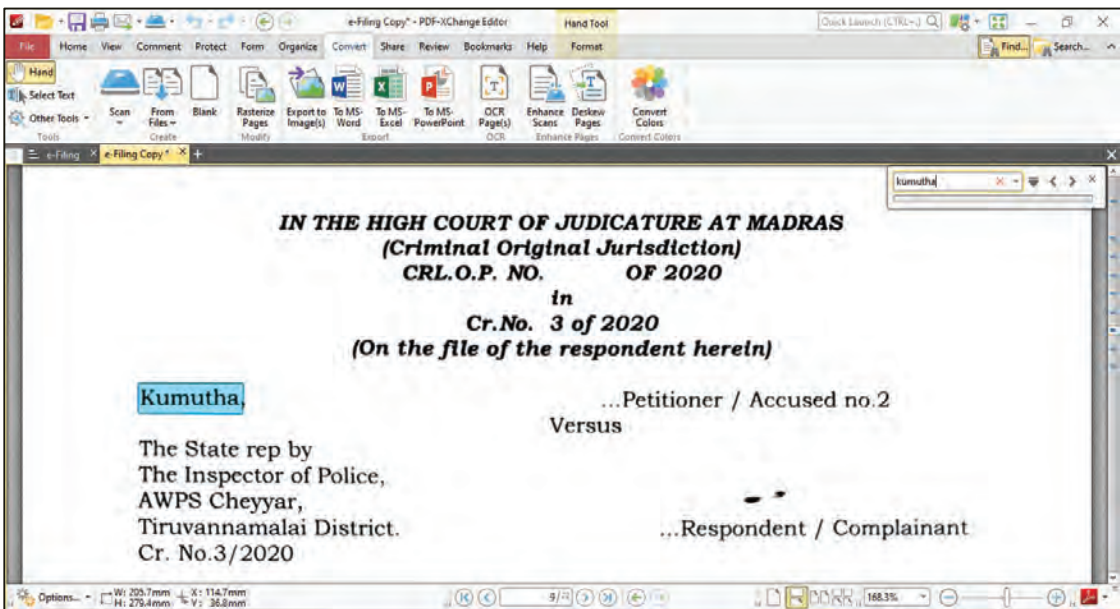 e-Filing Copy* - PDF-XChange Editor
Hand Tool
Quick Launch (CTRL+.)
File Home View Comment Protect Form Organize Convert Share Review Bookmarks Help Format
Find... Search...
Hand
Select Text
Other Tools
Tools
Scan
From Files
Blank
Create
Rasterize Pages
Modify
Export to Image(s)
To MS-Word
To MS-Excel
To MS-PowerPoint
Export
OCR Page(s)
OCR
Enhance Scans
Deskew Pages
Enhance Pages
Convert Colors
Convert Colors
e-Filing
e-Filing Copy *
kumutha
IN THE HIGH COURT OF JUDICATURE AT MADRAS
(Criminal Original Jurisdiction)
CRL.O.P. NO. OF 2020
in
Cr.No. 3 of 2020
(On the file of the respondent herein)
Kumutha, ...Petitioner / Accused no.2
Versus
The State rep by
The Inspector of Police,
AWPS Cheyyar,
Tiruvannamalai District. ...Respondent / Complainant
Cr. No.3/2020
Options...
W: 205.7mm X: 114.7mm
H: 279.4mm Y: 36.8mm
168.3%